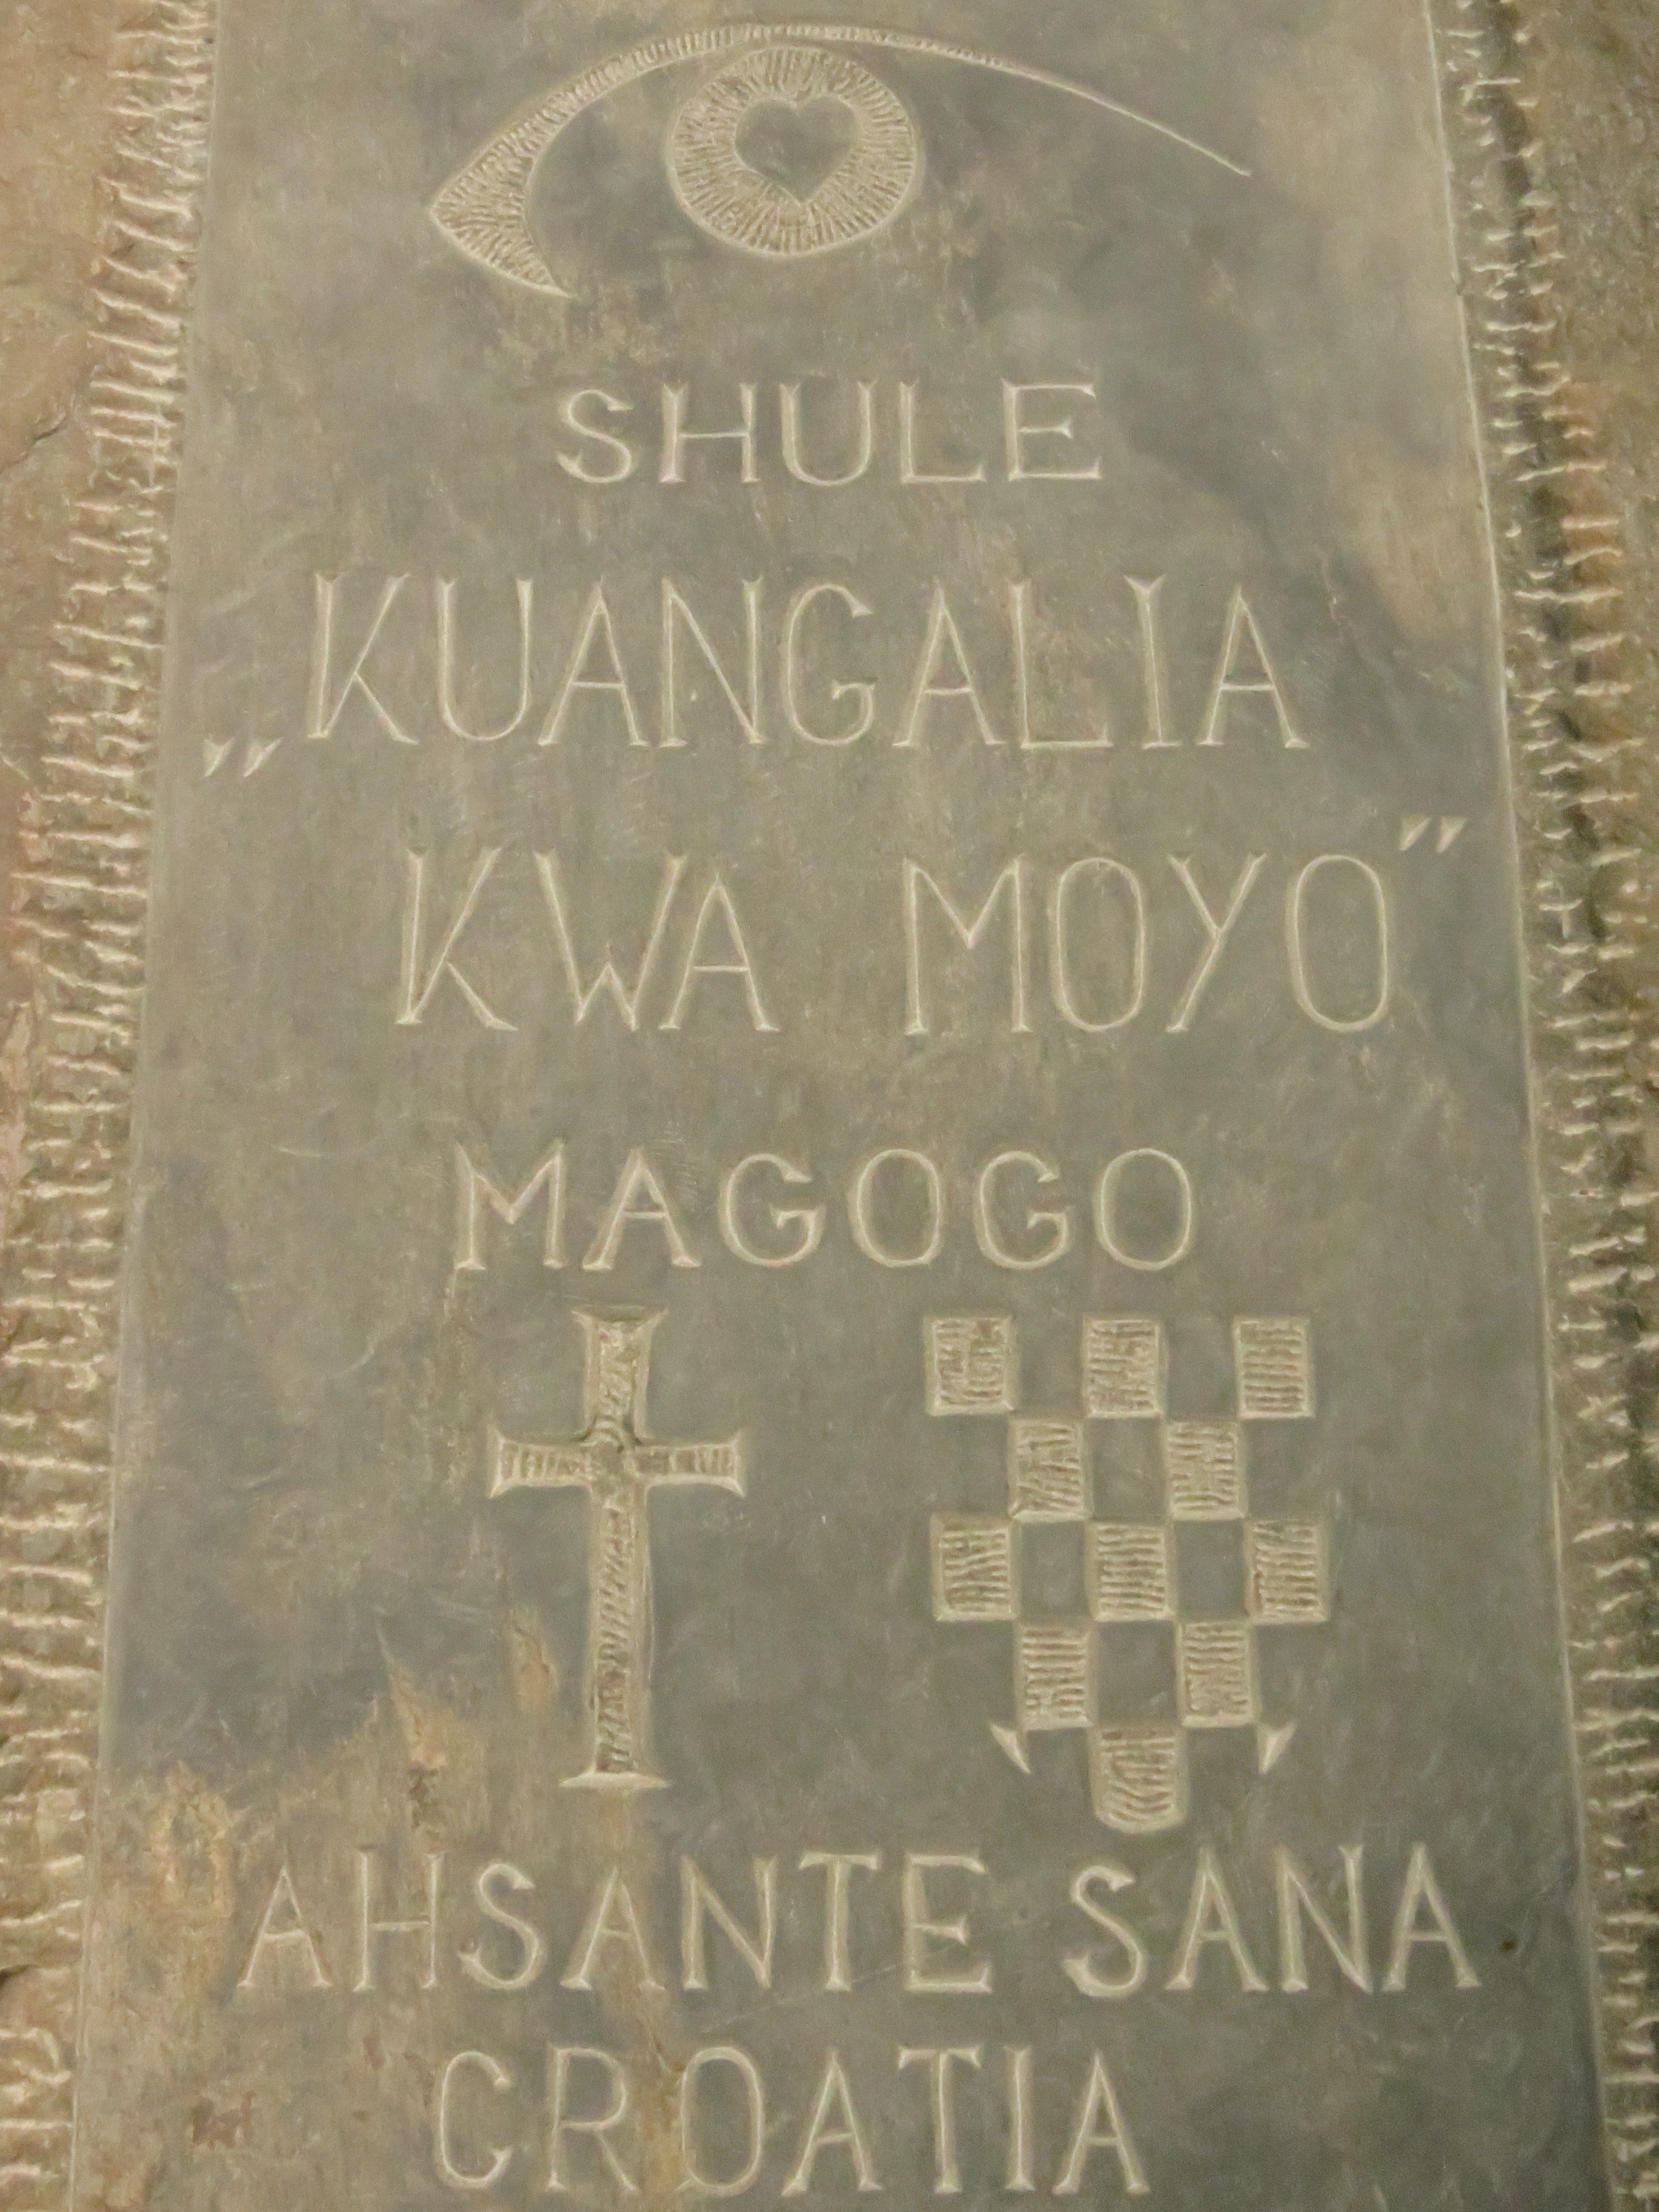 SHULE
„KUANGALIA
KWA MOYO”
MAGOGO
AHSANTE SANA
CROATIA